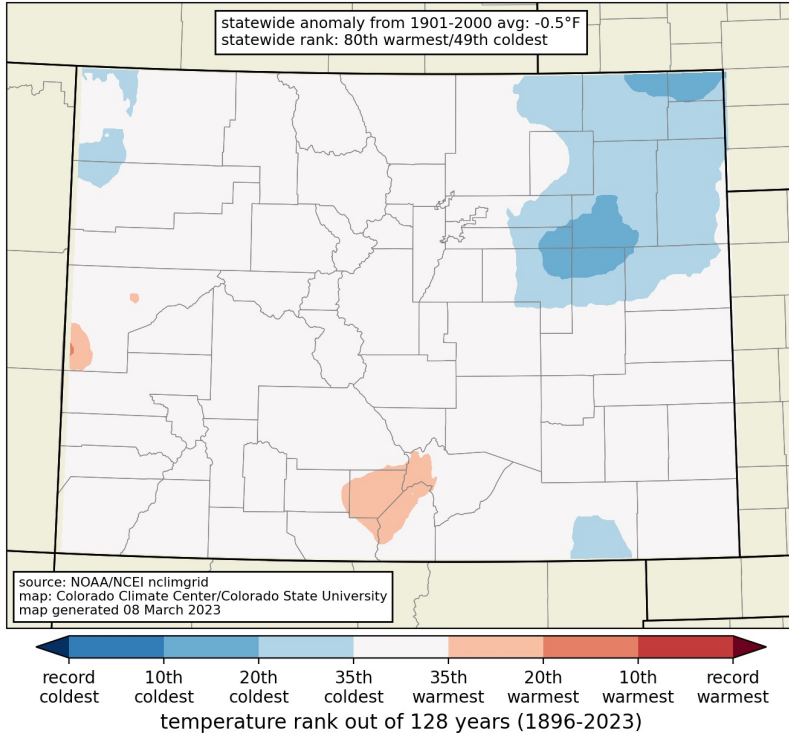 statewide anomaly from 1901-2000 avg: -0.5°F
statewide rank: 80th warmest/49th coldest
source: NOAA/NCEI nclimgrid
map: Colorado Climate Center/Colorado State University
map generated 08 March 2023
record coldest
10th coldest
20th coldest
35th coldest
35th warmest
20th warmest
10th warmest
record warmest
temperature rank out of 128 years (1896-2023)